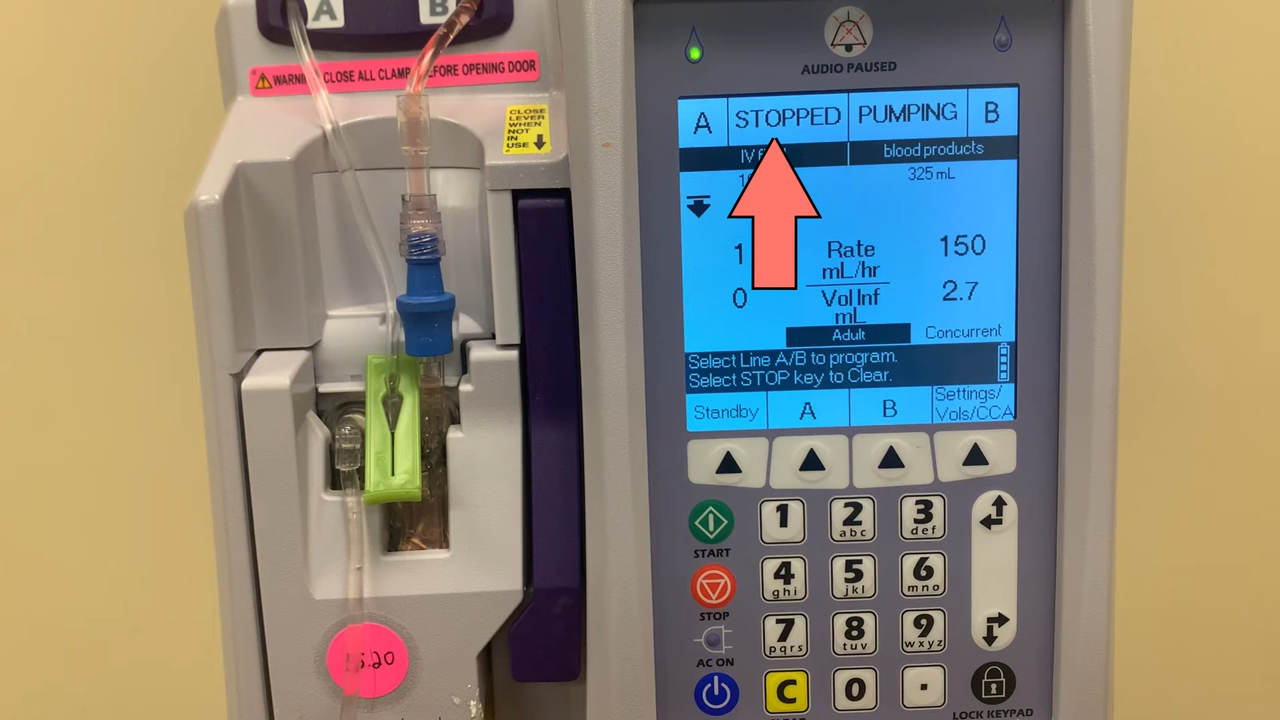 A
B
CLOSE ALL CLAMP
BEFORE OPENING DOOR
CLOSE
LEVER
WHEN
NOT
IN
USE
AUDIO PAUSED
A STOPPED PUMPING B
IV blood products
325 mL
Rate 150
mL/hr
0 Vol Inf 2.7
mL
Adult Concurrent
Select Line A/B to program.
Select STOP key to Clear.
Standby A B Settings/
Vols/CCA
1 2 3
abc def
START
4 5 6
ghi jkl mno
STOP
7 8 9
pqrs tuv wxyz
AC ON
C 0 .
LOCK KEYPAD